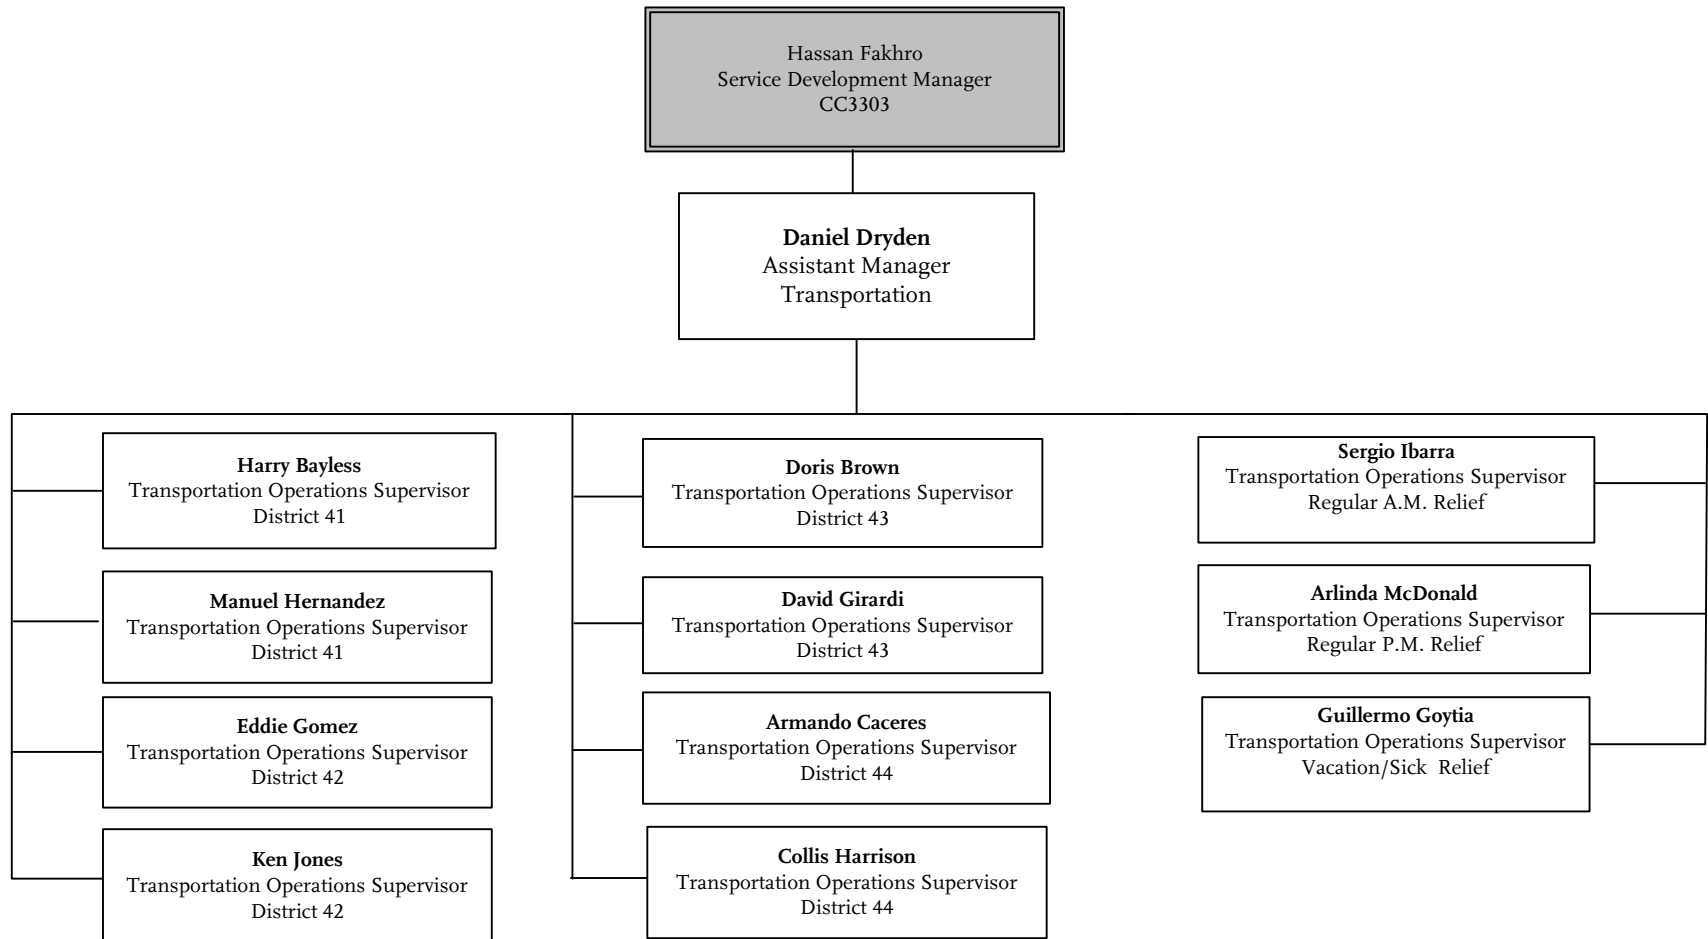 Hassan Fakhro
Service Development Manager
CC3303
Daniel Dryden
Assistant Manager
Transportation
Harry Bayless
Transportation Operations Supervisor
District 41
Manuel Hernandez
Transportation Operations Supervisor
District 41
Eddie Gomez
Transportation Operations Supervisor
District 42
Ken Jones
Transportation Operations Supervisor
District 42
Doris Brown
Transportation Operations Supervisor
District 43
David Girardi
Transportation Operations Supervisor
District 43
Armando Caceres
Transportation Operations Supervisor
District 44
Collis Harrison
Transportation Operations Supervisor
District 44
Sergio Ibarra
Transportation Operations Supervisor
Regular A.M. Relief
Arlinda McDonald
Transportation Operations Supervisor
Regular P.M. Relief
Guillermo Goytia
Transportation Operations Supervisor
Vacation/Sick  Relief